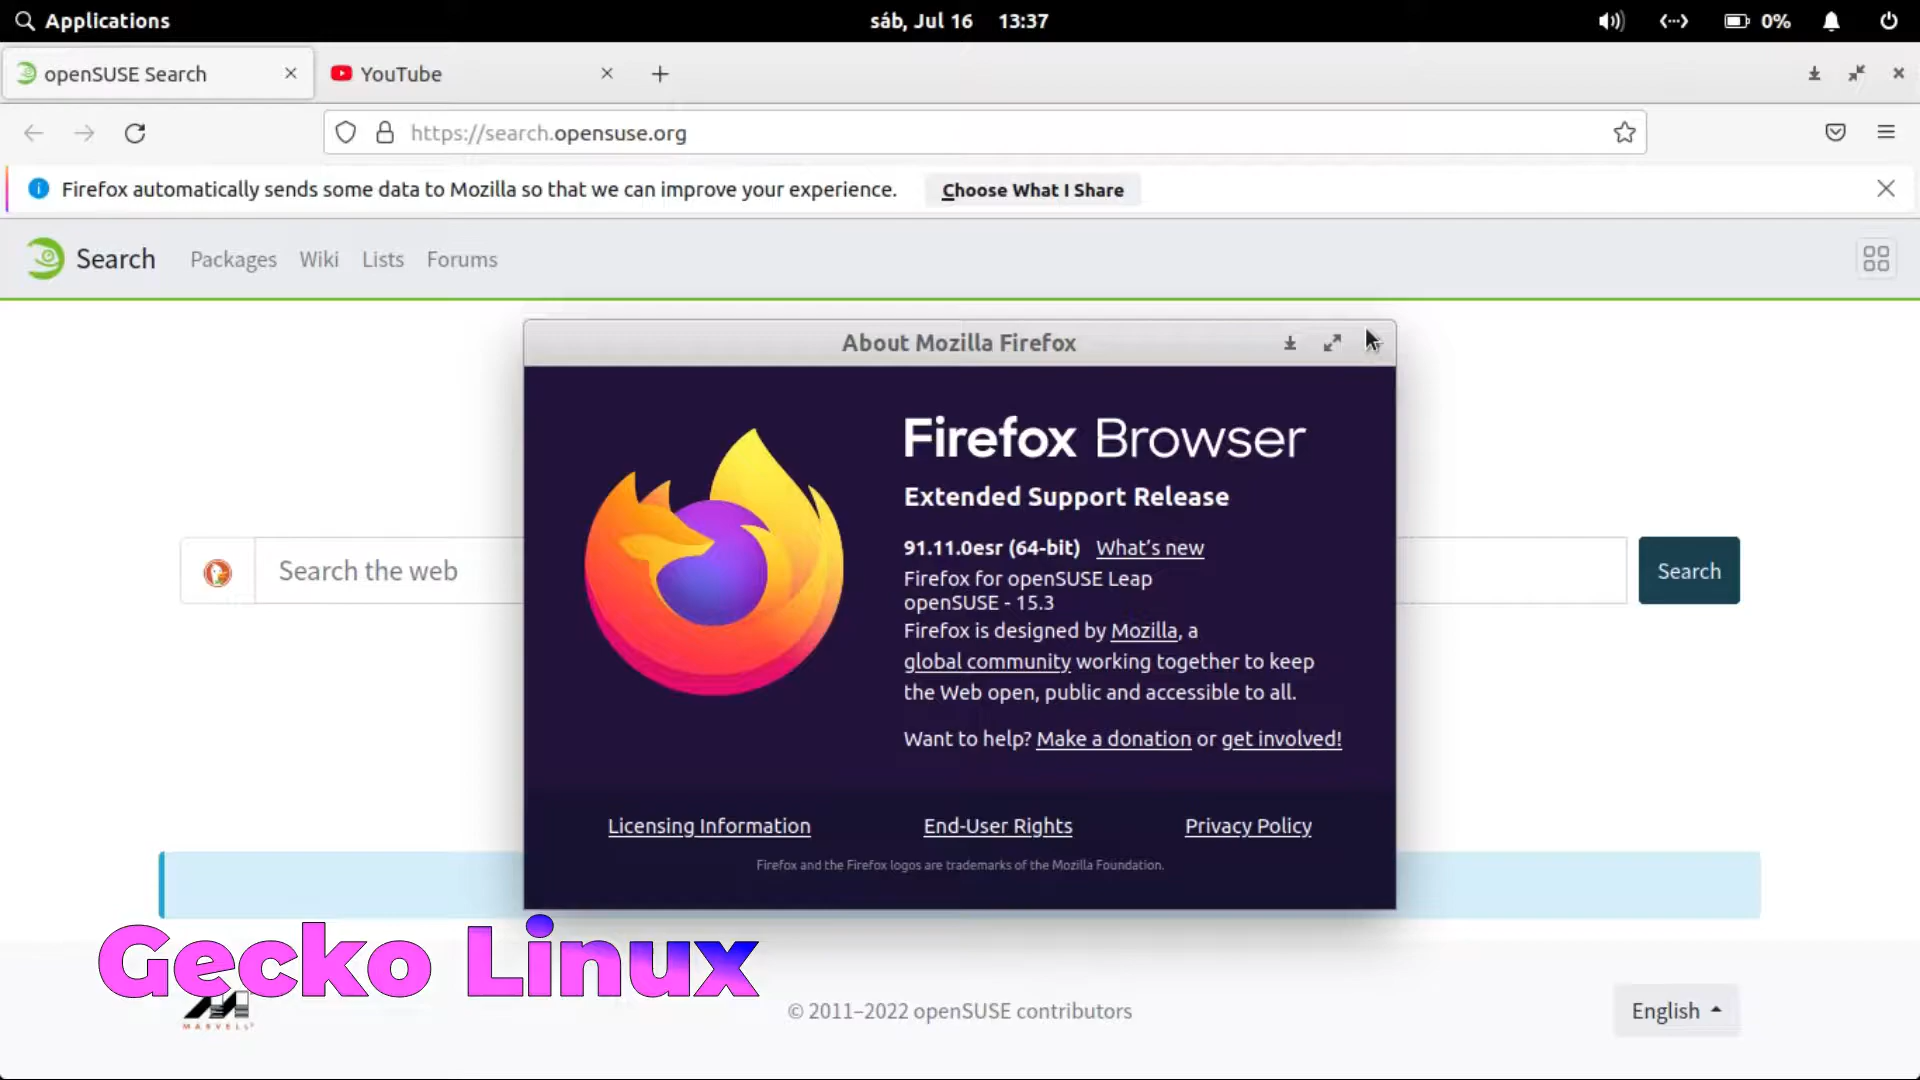 Applications
sáb, Jul 16 13:37
0%
openSUSE Search
YouTube
https://search.opensuse.org
Firefox automatically sends some data to Mozilla so that we can improve your experience.
Choose What I Share
Search
Packages
Wiki
Lists
Forums
About Mozilla Firefox
Firefox Browser
Extended Support Release
91.11.0esr (64-bit) What's new
Firefox for openSUSE Leap
openSUSE - 15.3
Firefox is designed by Mozilla, a
global community working together to keep
the Web open, public and accessible to all.
Want to help? Make a donation or get involved!
Licensing Information
End-User Rights
Privacy Policy
Firefox and the Firefox logos are trademarks of the Mozilla Foundation.
Search the web
Search
Gecko Linux
MARVELL
© 2011–2022 openSUSE contributors
English